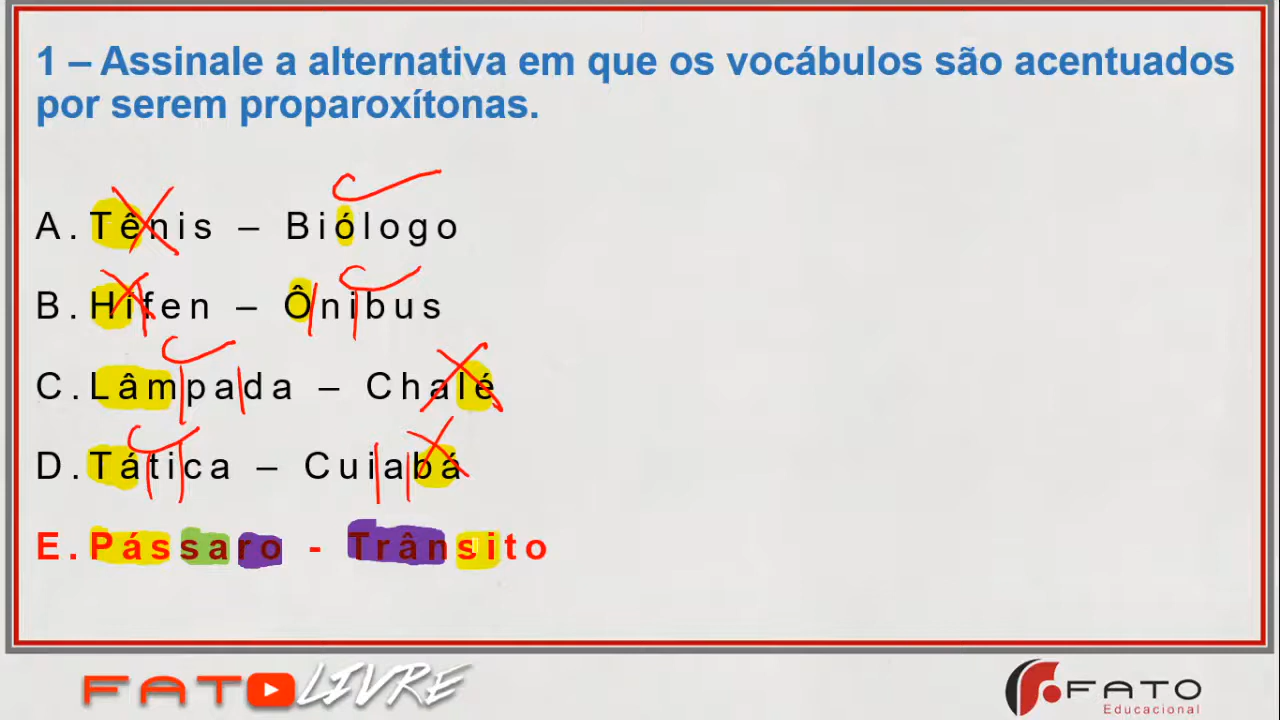 1 – Assinale a alternativa em que os vocábulos são acentuados
por serem proparoxítonas.
A. Tênis – Biólogo
B. Hífen – Ônibus
C. Lâmpada – Chalé
D. Tática – Cuiabá
E. Pássaro - Trânsito
FATO LIVRE
FATO
Educacional